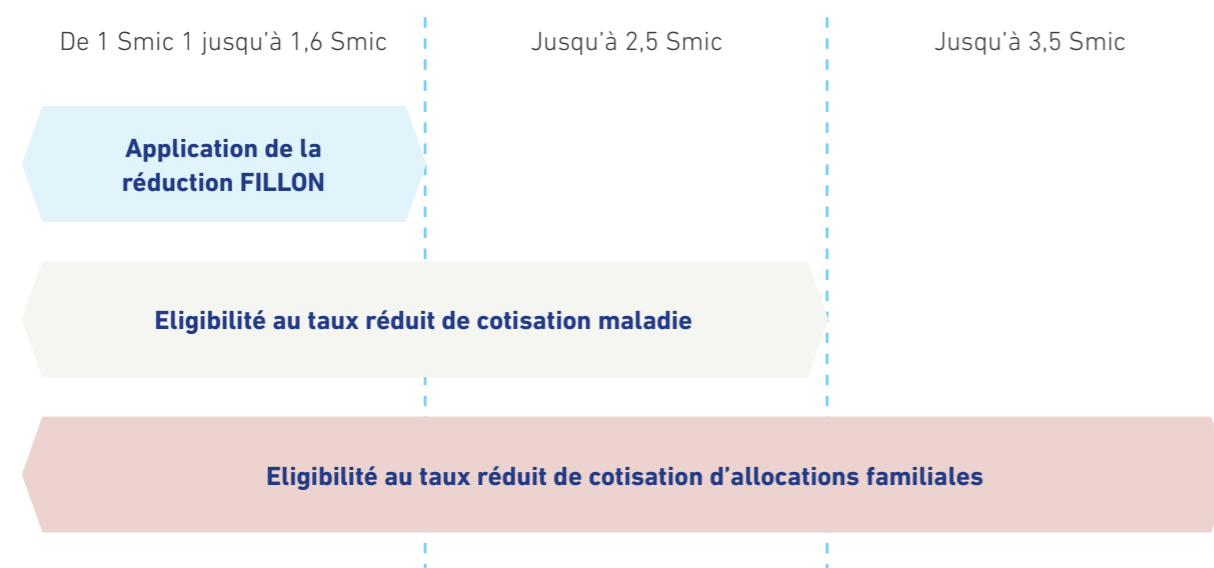 De 1 Smic 1 jusqu'à 1,6 Smic
Jusqu'à 2,5 Smic
Jusqu'à 3,5 Smic
Application de la
réduction FILLON
Eligibilité au taux réduit de cotisation maladie
Eligibilité au taux réduit de cotisation d'allocations familiales